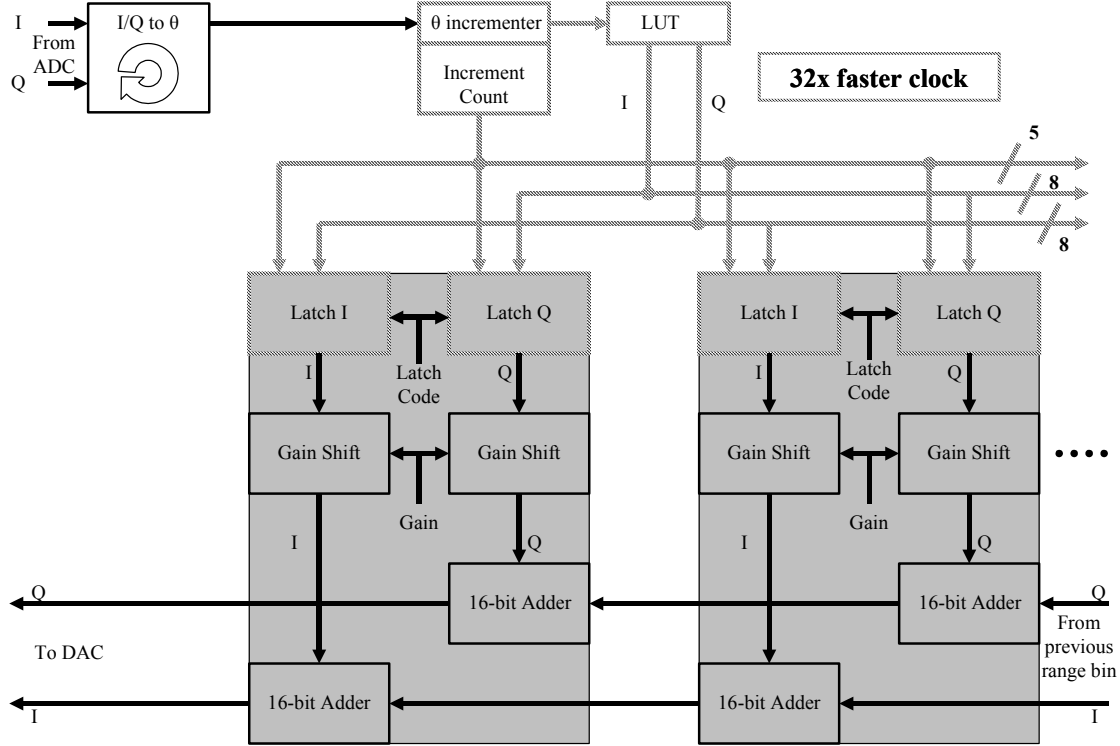 I
I/Q to θ
θ incrementer
LUT
From
ADC
Increment
Count
32x faster clock
Q
I
Q
5
8
8
Latch I
Latch Q
Latch I
Latch Q
I
Latch
Code
Q
I
Latch
Code
Q
Gain Shift
Gain Shift
Gain Shift
Gain Shift
••••
Gain
Gain
I
Q
I
Q
Q
16-bit Adder
16-bit Adder
Q
To DAC
From
previous
range bin
16-bit Adder
16-bit Adder
I
I